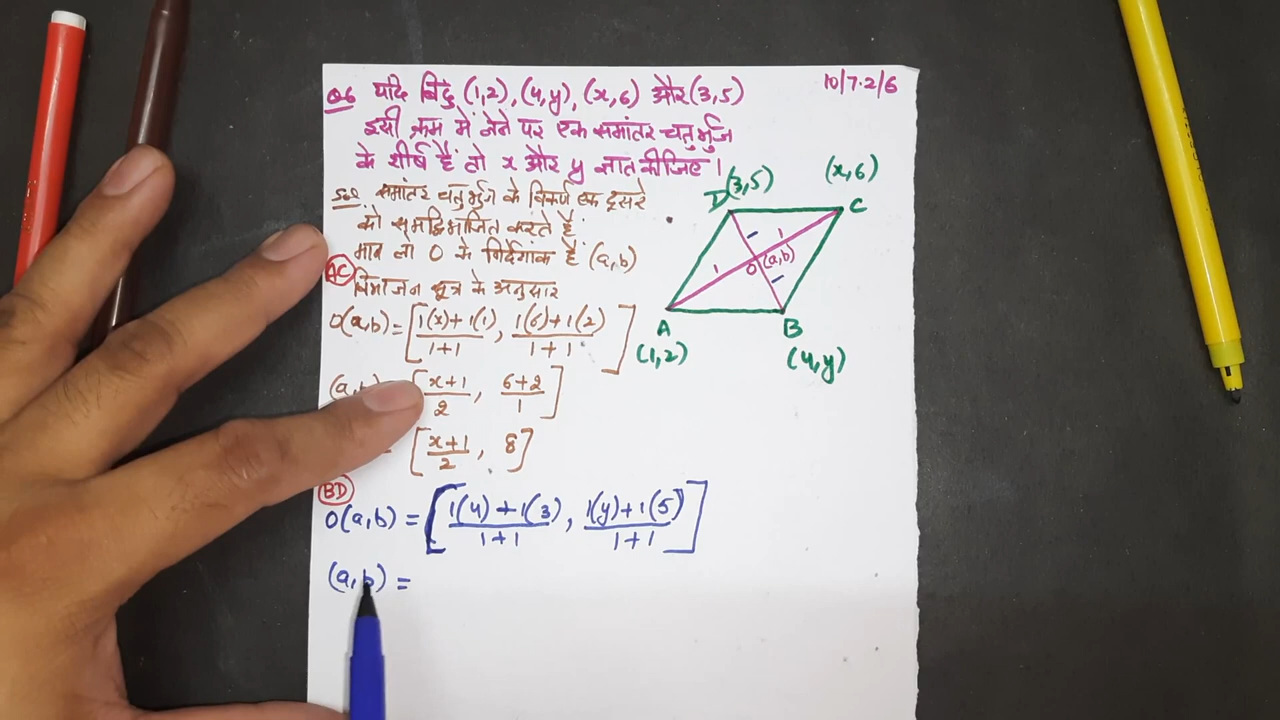 Q6 यदि बिंदु (1,2), (4,y), (x,6) और (3,5)
10/7.2/6
इसी क्रम में लेने पर एक समांतर चतुर्भुज
के शीर्ष हैं तो x और y ज्ञात कीजिए।
D (3,5)
(x,6)
C
Sol समांतर चतुर्भुज के विकर्ण एक दूसरे
को समद्विभाजित करते हैं
मान लो O के निर्देशांक हैं (a,b)
1
1
O (a,b)
AC
विभाजन सूत्र के अनुसार
O(a,b) = [1(x)+1(1)/1+1, 1(6)+1(2)/1+1]
A
B
(1,2)
(4,y)
(a, [x+1/2, 6+2/1]
= [x+1/2, 8]
BD
O(a,b) = [1(4)+1(3)/1+1, 1(y)+1(5)/1+1]
(a,b) =